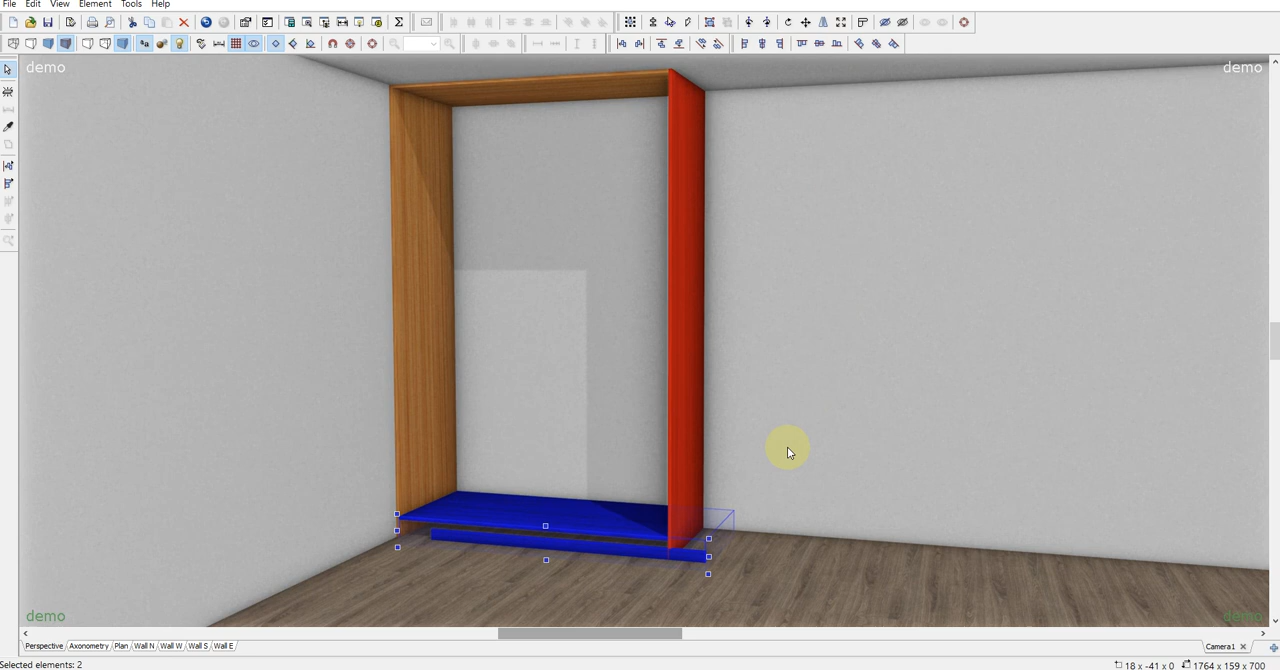 File Edit View Element Tools Help
demo demo
demo demo
Perspective Axonometry Plan Wall N Wall W Wall S Wall E Camera1
Selected elements: 2 18 x -41 x 0 1764 x 159 x 700